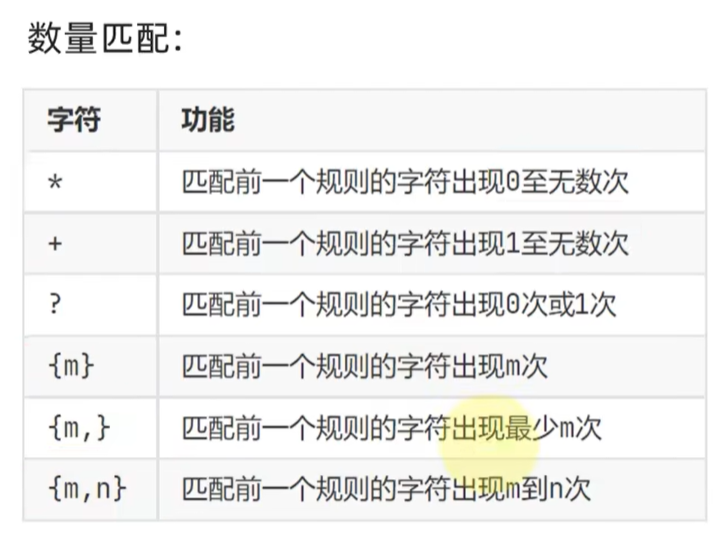 数量匹配：
字符 功能
* 匹配前一个规则的字符出现0至无数次
+ 匹配前一个规则的字符出现1至无数次
? 匹配前一个规则的字符出现0次或1次
{m} 匹配前一个规则的字符出现m次
{m,} 匹配前一个规则的字符出现最少m次
{m,n} 匹配前一个规则的字符出现m到n次